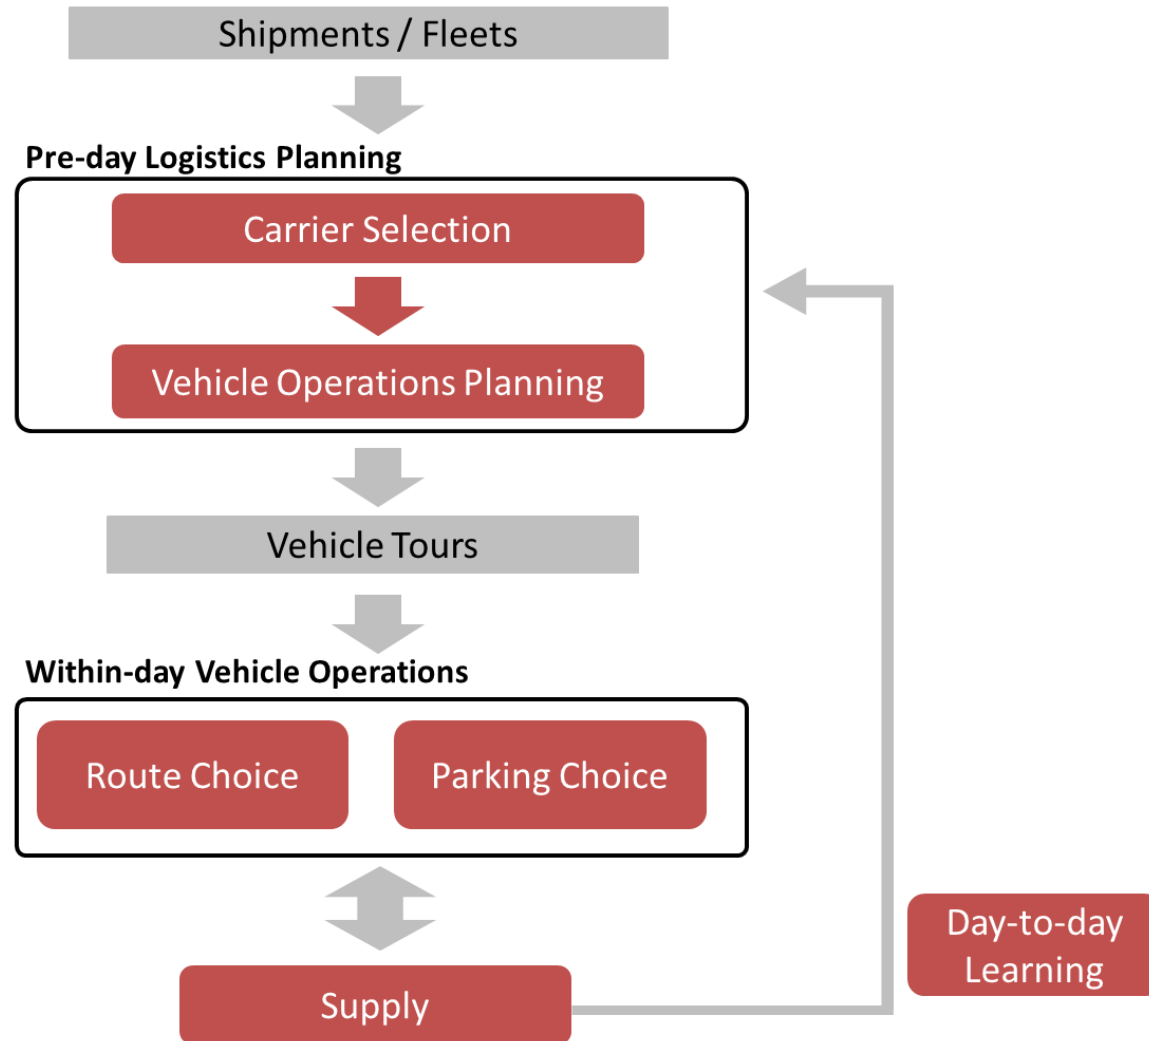 Shipments / Fleets
Pre-day Logistics Planning
Carrier Selection
Vehicle Operations Planning
Vehicle Tours
Within-day Vehicle Operations
Route Choice
Parking Choice
Day-to-day
Learning
Supply